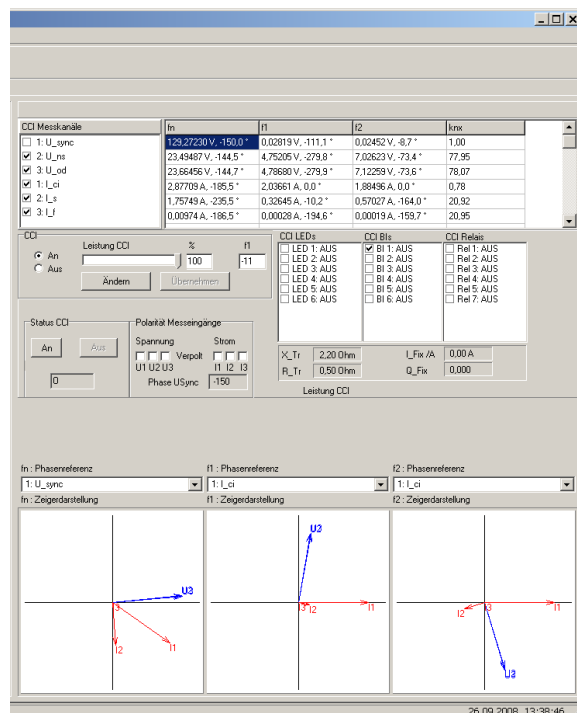 CCI Messkanäle fn f1 f2 knx
1: U_sync 129,27230 V, -150,0 ° 0,02819 V, -111,1 ° 0,02452 V, -8,7 ° 1,00
2: U_ns 23,49487 V, -144,5 ° 4,75205 V, -279,8 ° 7,02623 V, -73,4 ° 77,95
3: U_od 23,66456 V, -144,7 ° 4,78680 V, -279,9 ° 7,12259 V, -73,6 ° 78,07
1: I_ci 2,87709 A, -185,5 ° 2,03661 A, 0,0 ° 1,88496 A, 0,0 ° 0,78
2: I_s 1,75749 A, -235,5 ° 0,32645 A, -10,2 ° 0,57027 A, -164,0 ° 20,92
3: I_f 0,00974 A, -186,5 ° 0,00028 A, -194,6 ° 0,00019 A, -159,7 ° 20,95
CCI
Leistung CCI % f1
An
Aus
100 -11
Ändern Übernehmen
CCI LEDs CCI BIs CCI Relais
LED 1: AUS BI 1: AUS Rel 1: AUS
LED 2: AUS BI 2: AUS Rel 2: AUS
LED 3: AUS BI 3: AUS Rel 3: AUS
LED 4: AUS BI 4: AUS Rel 4: AUS
LED 5: AUS BI 5: AUS Rel 5: AUS
LED 6: AUS BI 6: AUS Rel 6: AUS
Rel 7: AUS
Status CCI
An Aus
0
Polarität Messeingänge
Spannung Strom
Verpolt
U1 U2 U3 I1 I2 I3
Phase USync -150
X_Tr 2,20 Ohm I_Fix /A 0,00 A
R_Tr 0,50 Ohm Q_Fix 0,000
Leistung CCI
fn : Phasenreferenz f1 : Phasenreferenz f2 : Phasenreferenz
1: U_sync 1: I_ci 1: I_ci
fn : Zeigerdarstellung f1 : Zeigerdarstellung f2 : Zeigerdarstellung
I1
I2
I2 I1
I2
I1
26.09.2008 13:38:46